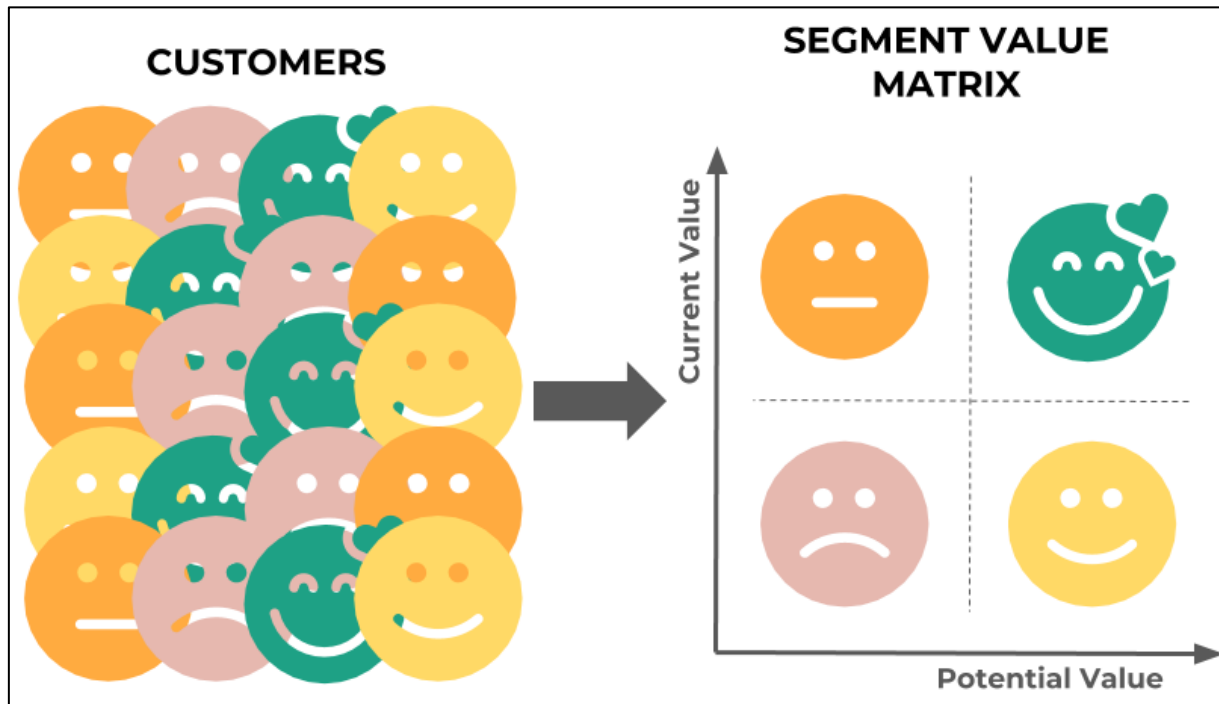 CUSTOMERS
SEGMENT VALUE
MATRIX
Current Value
Potential Value